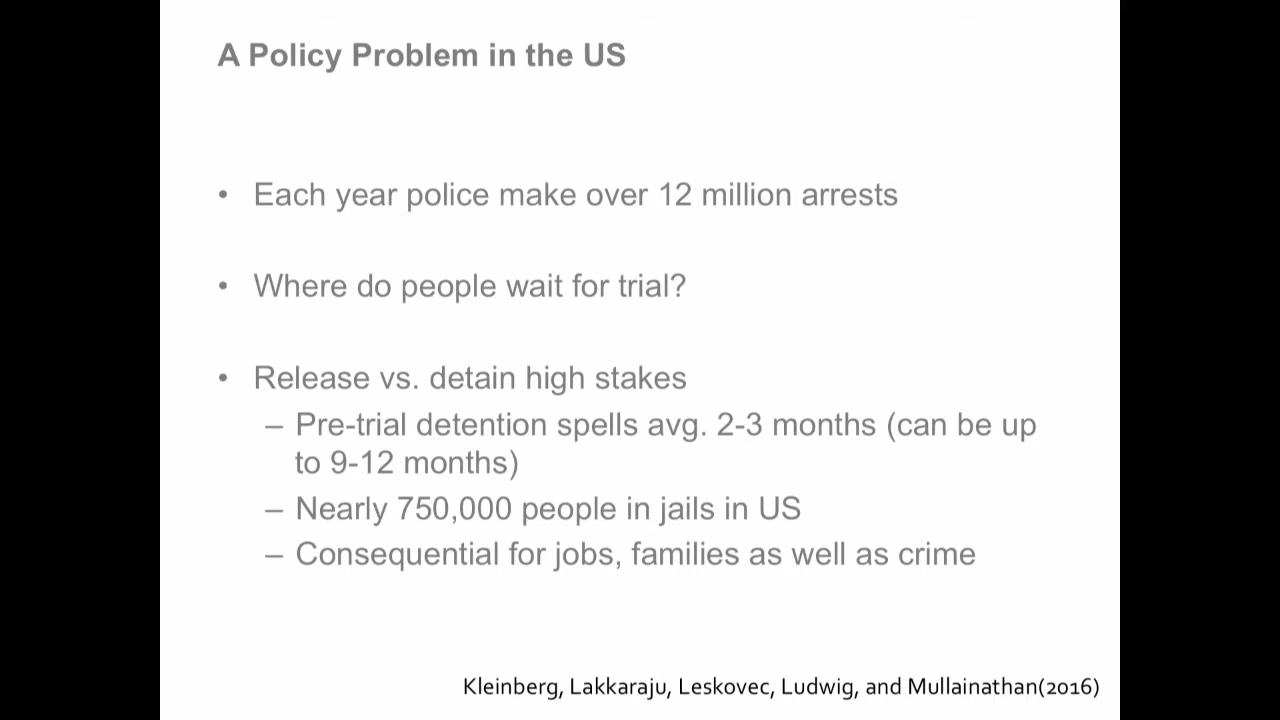 A Policy Problem in the US
• Each year police make over 12 million arrests
• Where do people wait for trial?
• Release vs. detain high stakes
– Pre-trial detention spells avg. 2-3 months (can be up
to 9-12 months)
– Nearly 750,000 people in jails in US
– Consequential for jobs, families as well as crime
Kleinberg, Lakkaraju, Leskovec, Ludwig, and Mullainathan(2016)